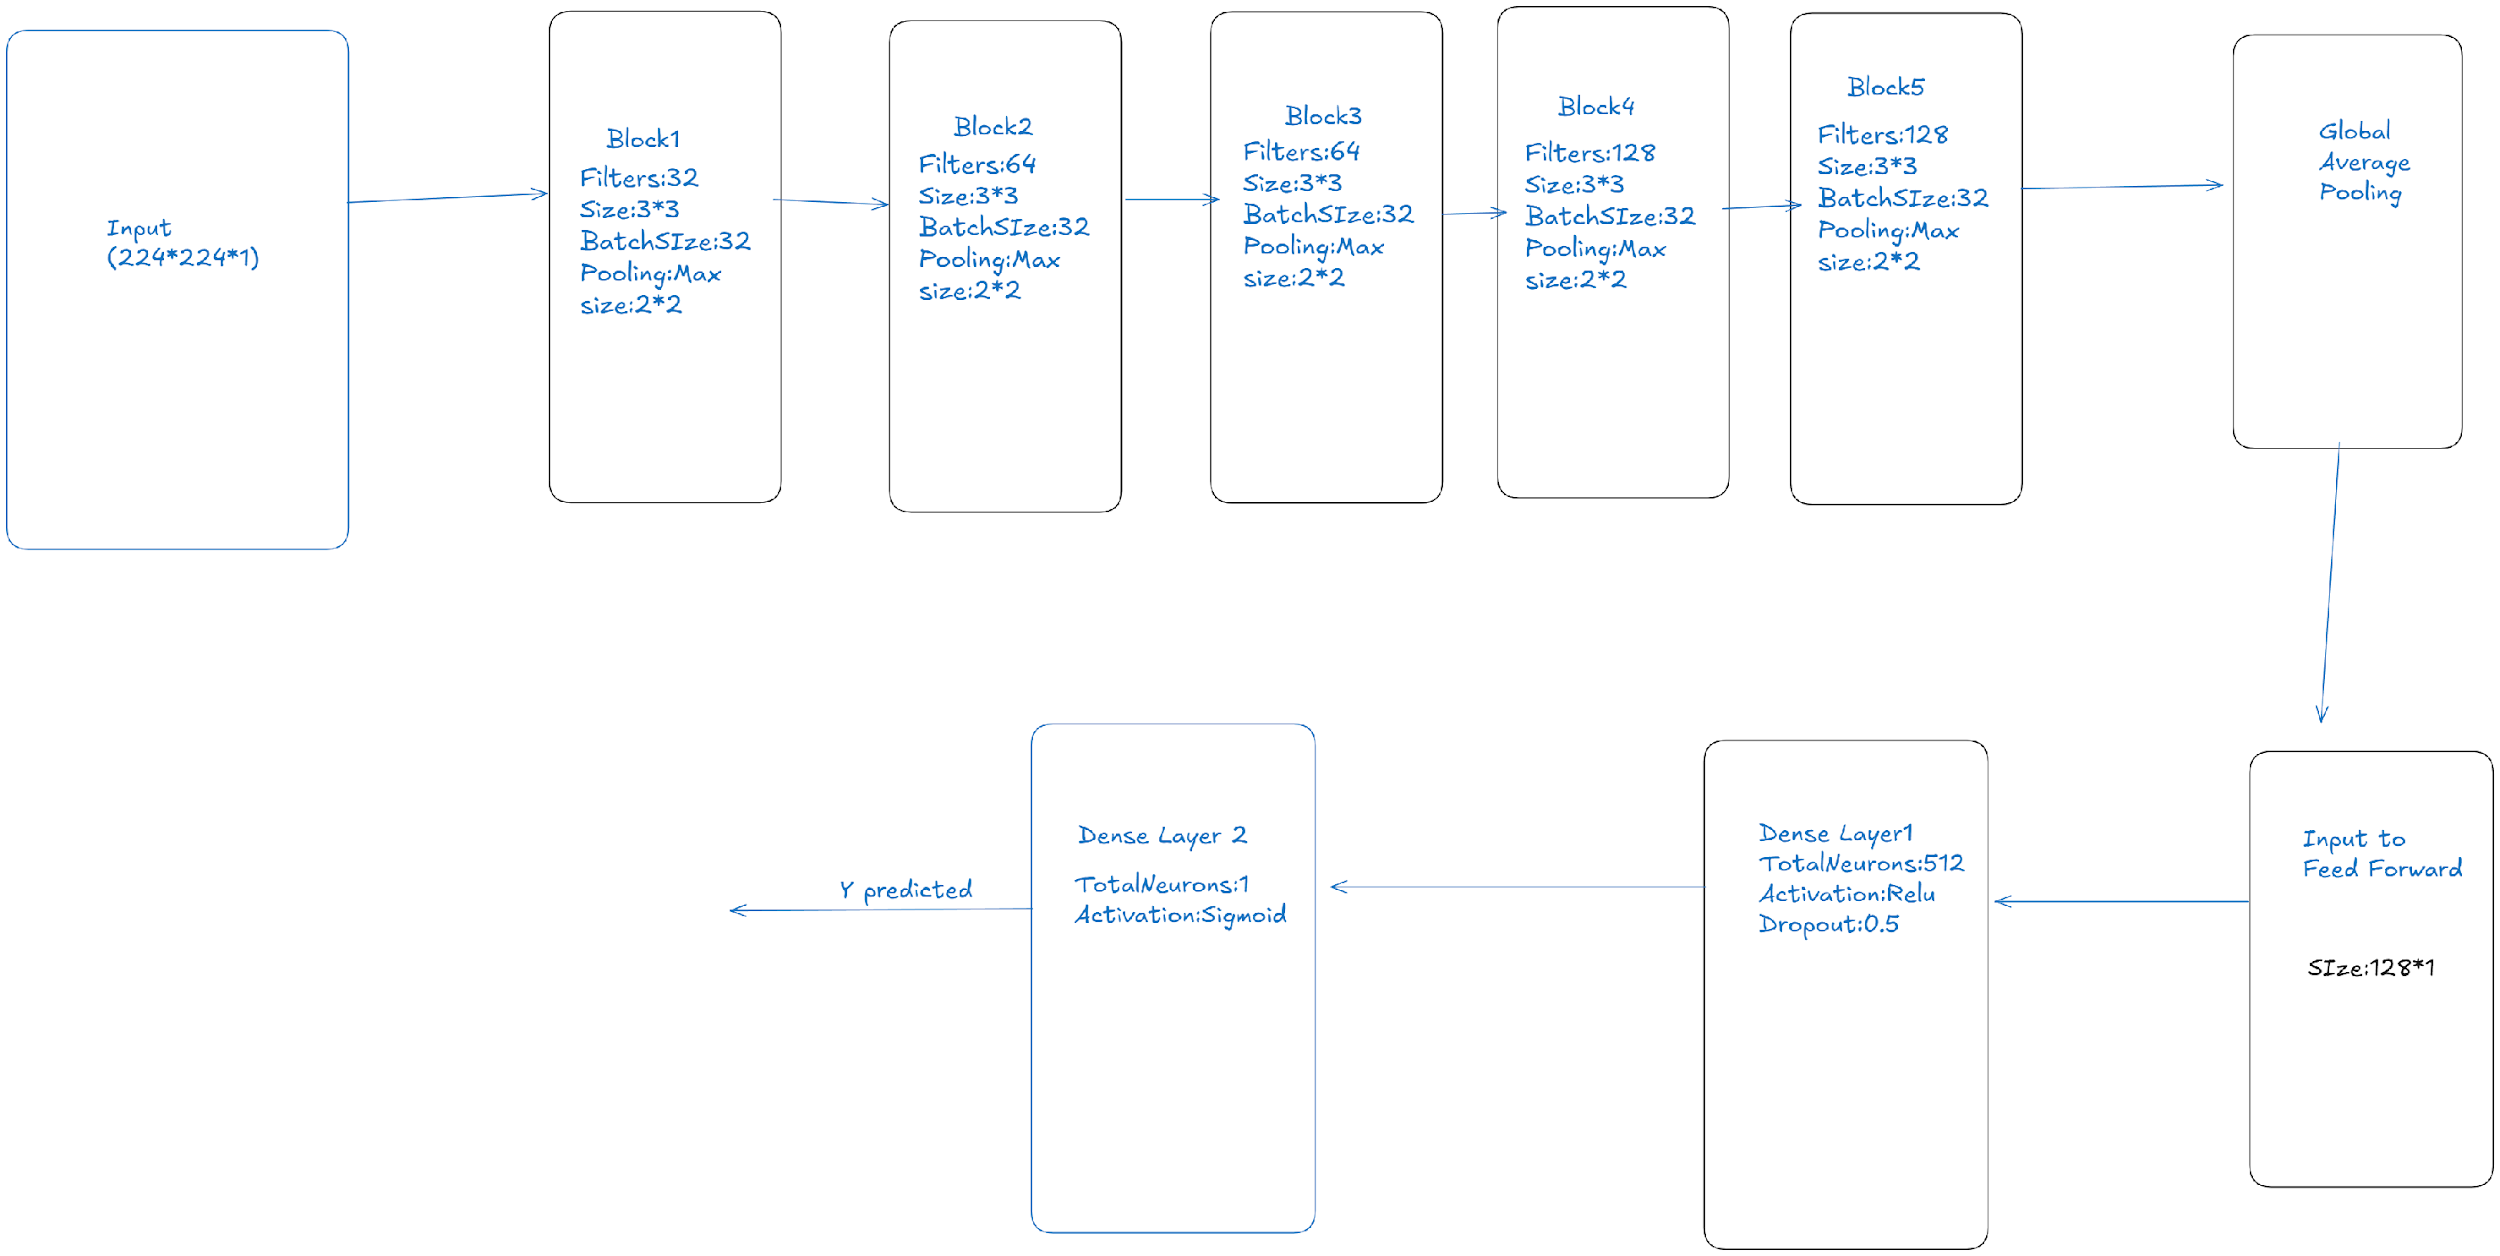 Input
(224*224*1)
Block1
Filters:32
Size:3*3
BatchSIze:32
Pooling:Max
size:2*2
Block2
Filters:64
Size:3*3
BatchSIze:32
Pooling:Max
size:2*2
Block3
Filters:64
Size:3*3
BatchSIze:32
Pooling:Max
size:2*2
Block4
Filters:128
Size:3*3
BatchSIze:32
Pooling:Max
size:2*2
Block5
Filters:128
Size:3*3
BatchSIze:32
Pooling:Max
size:2*2
Global
Average
Pooling
Input to
Feed Forward
SIze:128*1
Dense Layer1
TotalNeurons:512
Activation:Relu
Dropout:0.5
Dense Layer 2
TotalNeurons:1
Activation:Sigmoid
Y predicted